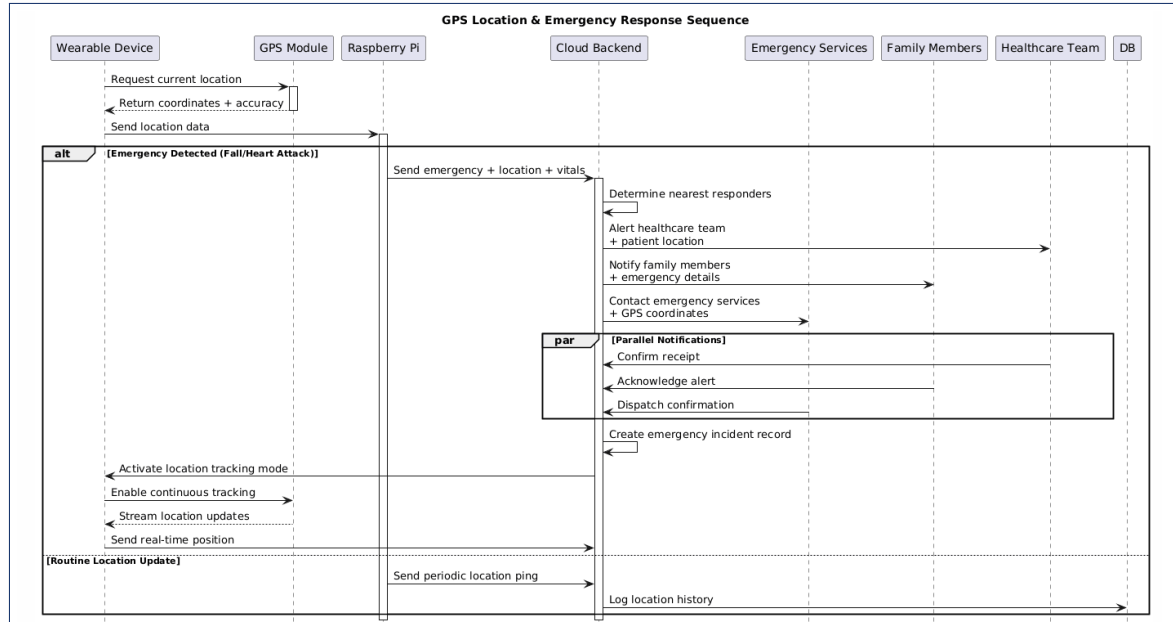 GPS Location & Emergency Response Sequence
Wearable Device
GPS Module
Raspberry Pi
Cloud Backend
Emergency Services
Family Members
Healthcare Team
DB
Request current location
Return coordinates + accuracy
Send location data
alt
[Emergency Detected (Fall/Heart Attack)]
Send emergency + location + vitals
Determine nearest responders
Alert healthcare team
+ patient location
Notify family members
+ emergency details
Contact emergency services
+ GPS coordinates
par
[Parallel Notifications]
Confirm receipt
Acknowledge alert
Dispatch confirmation
Create emergency incident record
Activate location tracking mode
Enable continuous tracking
Stream location updates
Send real-time position
[Routine Location Update]
Send periodic location ping
Log location history